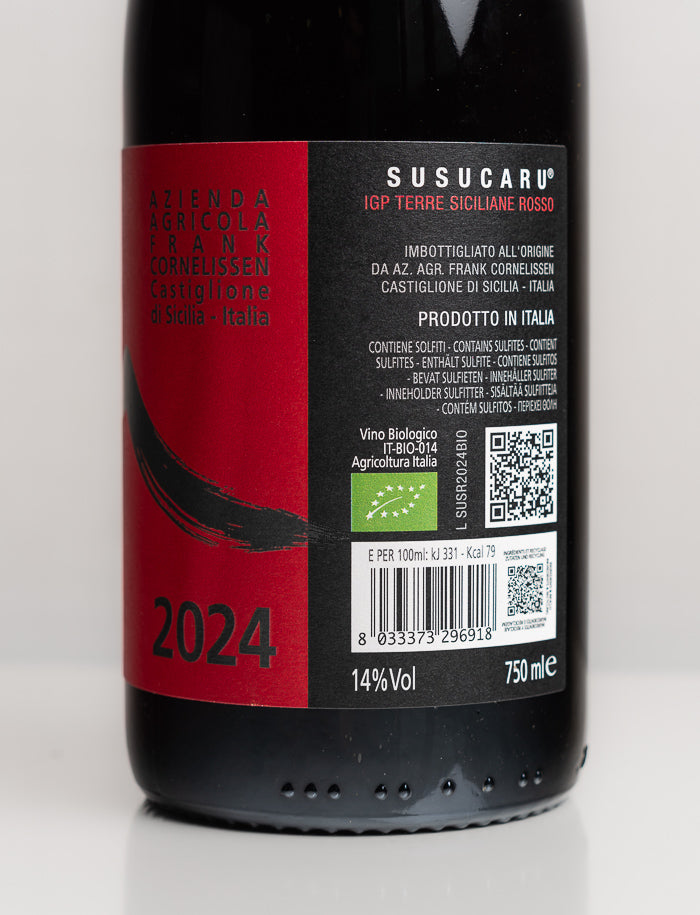 AZIENDA
AGRICOLA
FRANK
CORNELISSEN
Castiglione
di Sicilia - Italia
2024
SUSUCARU®
IGP TERRE SICILIANE ROSSO
IMBOTTIGLIATO ALL'ORIGINE
DA AZ. AGR. FRANK CORNELISSEN
CASTIGLIONE DI SICILIA - ITALIA
PRODOTTO IN ITALIA
CONTIENE SOLFITI - CONTAINS SULFITES - CONTIENT
SULFITES - ENTHÄLT SULFITE - CONTIENE SULFITOS
- BEVAT SULFIETEN - INNEHÅLLER SULFITER
- INNEHOLDER SULFITTER - SISÄLTÄÄ SULFIITTEJA
- CONTÉM SULFITOS - ΠΕΡΙΕΧΕΙ ΘΟΛΗ
Vino Biologico
IT-BIO-014
Agricoltura Italia
L SUSR2024BIO
E PER 100ml: kJ 331 - Kcal 79
8 033373 296918
14%Vol
750 ml e